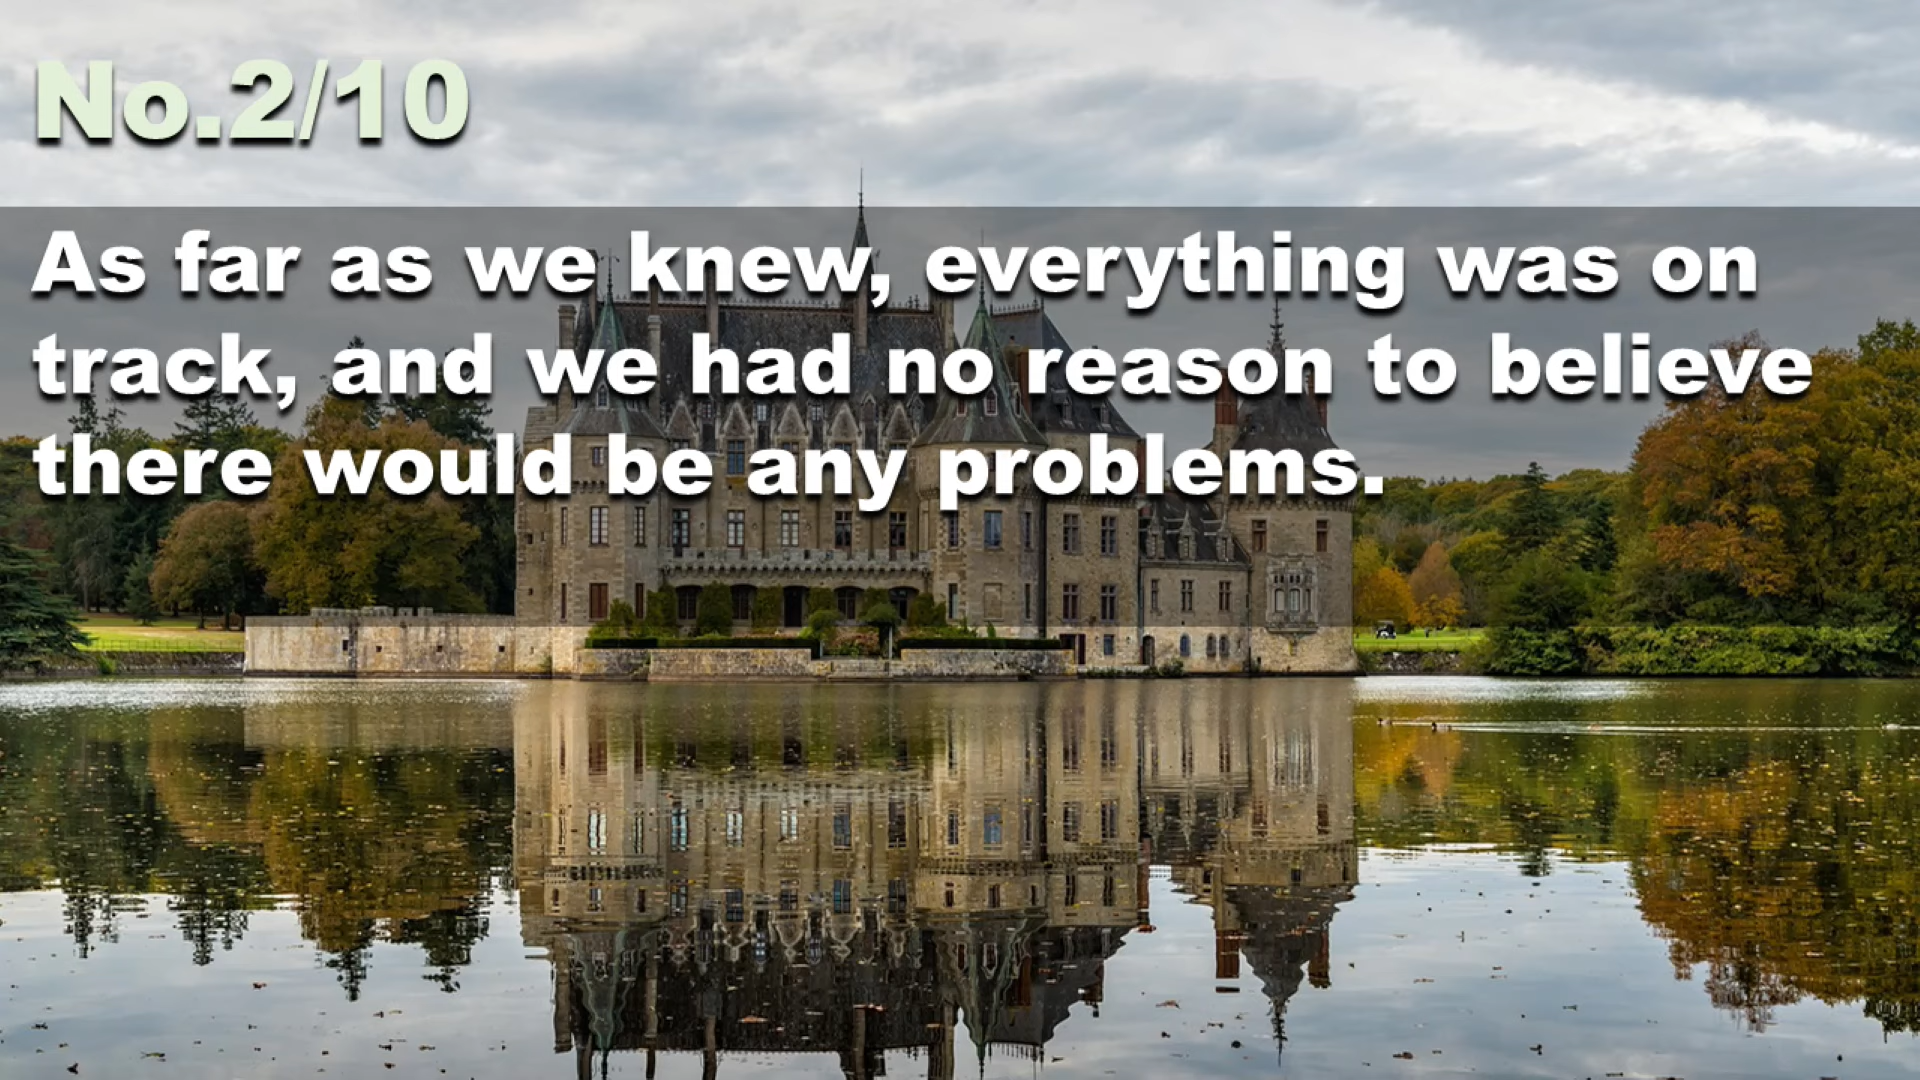 No.2/10
As far as we knew, everything was on
track, and we had no reason to believe
there would be any problems.